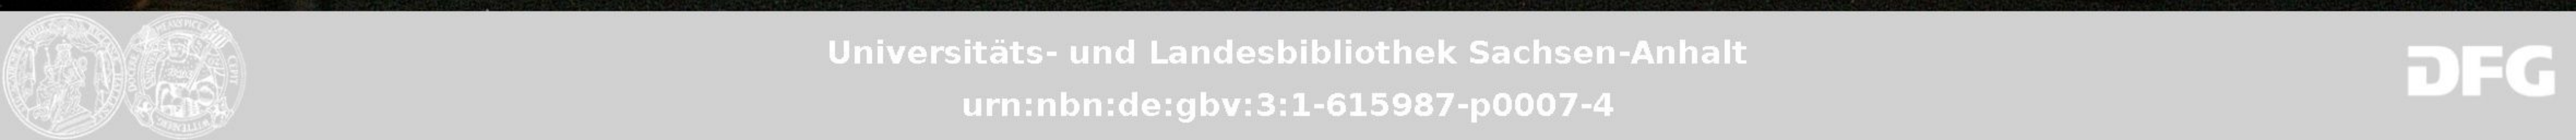 Universitäts- und Landesbibliothek Sachsen-Anhalt
urn:nbn:de:gbv:3:1-615987-p0007-4
DFG